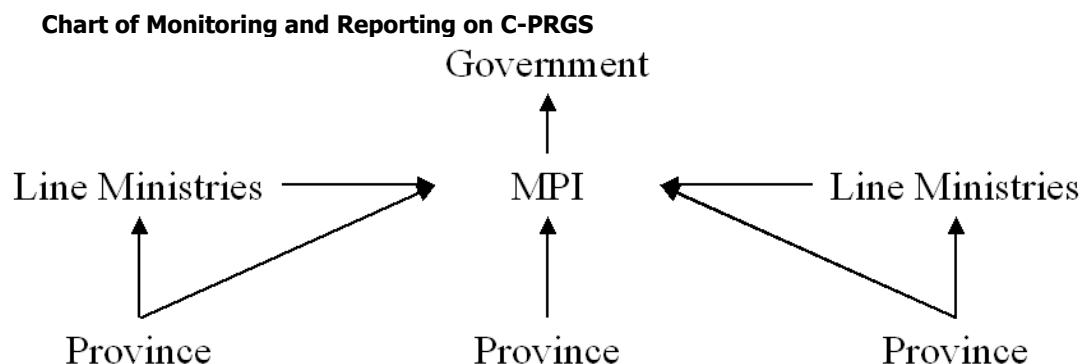 Chart of Monitoring and Reporting on C-PRGS
Government
Line Ministries MPI Line Ministries
Province Province Province